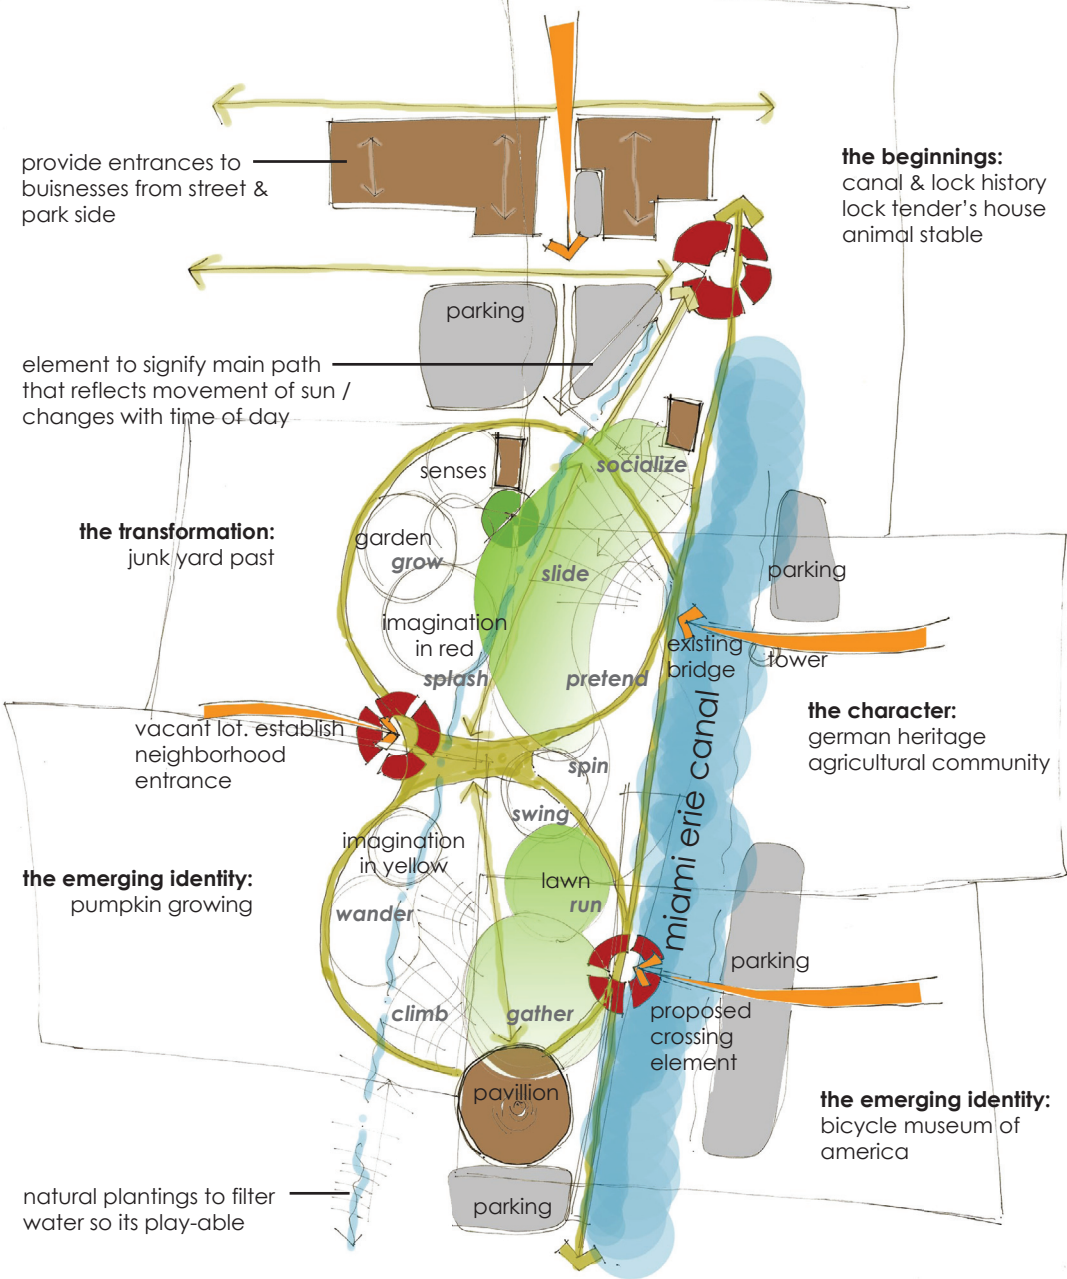 provide entrances to
buisnesses from street &
park side
the beginnings:
canal & lock history
lock tender's house
animal stable
parking
element to signify main path
that reflects movement of sun /
changes with time of day
socialize
senses
the transformation:
junk yard past
garden
grow
slide
parking
imagination
in red
splash
pretend
existing
bridge
tower
miami erie canal
the character:
german heritage
agricultural community
vacant lot. establish
neighborhood
entrance
spin
swing
imagination
in yellow
lawn
run
the emerging identity:
pumpkin growing
wander
parking
climb
gather
proposed
crossing
element
pavillion
the emerging identity:
bicycle museum of
america
natural plantings to filter
water so its play-able
parking